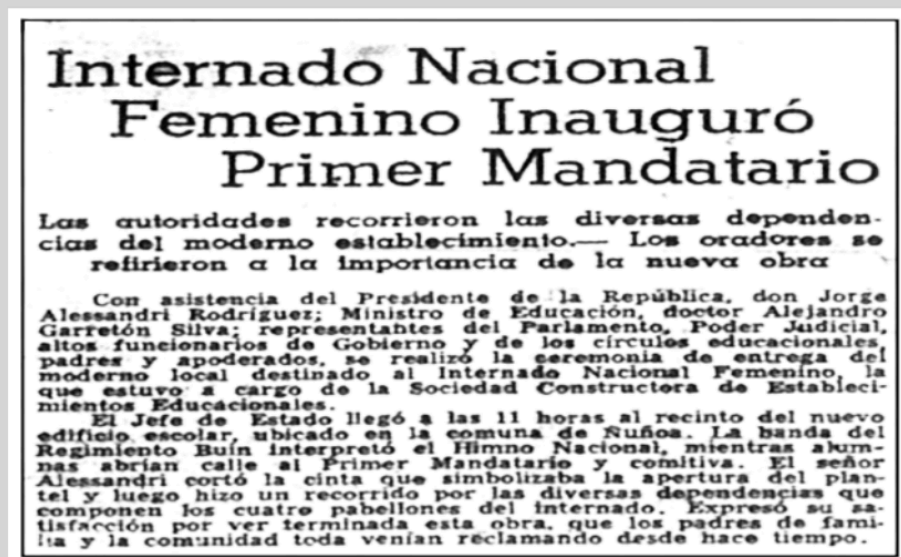 Internado Nacional
Femenino Inauguró
Primer Mandatario
Las autoridades recorrieron las diversas dependen-
cias del moderno establecimiento.— Los oradores se
refirieron a la importancia de la nueva obra
Con asistencia del Presidente de la República, don Jorge
Alessandri Rodríguez; Ministro de Educación, doctor Alejandro
Garretón Silva; representantes del Parlamento, Poder Judicial,
altos funcionarios de Gobierno y de los círculos educacionales,
padres y apoderados, se realizó la ceremonia de entrega del
moderno local destinado al Internado Nacional Femenino, la
que estuvo a cargo de la Sociedad Constructora de Estableci-
mientos Educacionales.
El Jefe de Estado llegó a las 11 horas al recinto del nuevo
edificio escolar, ubicado en la comuna de Ñuñoa. La banda del
Regimiento Buin interpretó el Himno Nacional, mientras alum-
nas abrían calle al Primer Mandatario y comitiva. El señor
Alessandri cortó la cinta que simbolizaba la apertura del plan-
tel y luego hizo un recorrido por las diversas dependencias que
componen los cuatro pabellones del internado. Expresó su sa-
tisfacción por ver terminada esta obra, que los padres de fami-
lia y la comunidad toda venían reclamando desde hace tiempo.